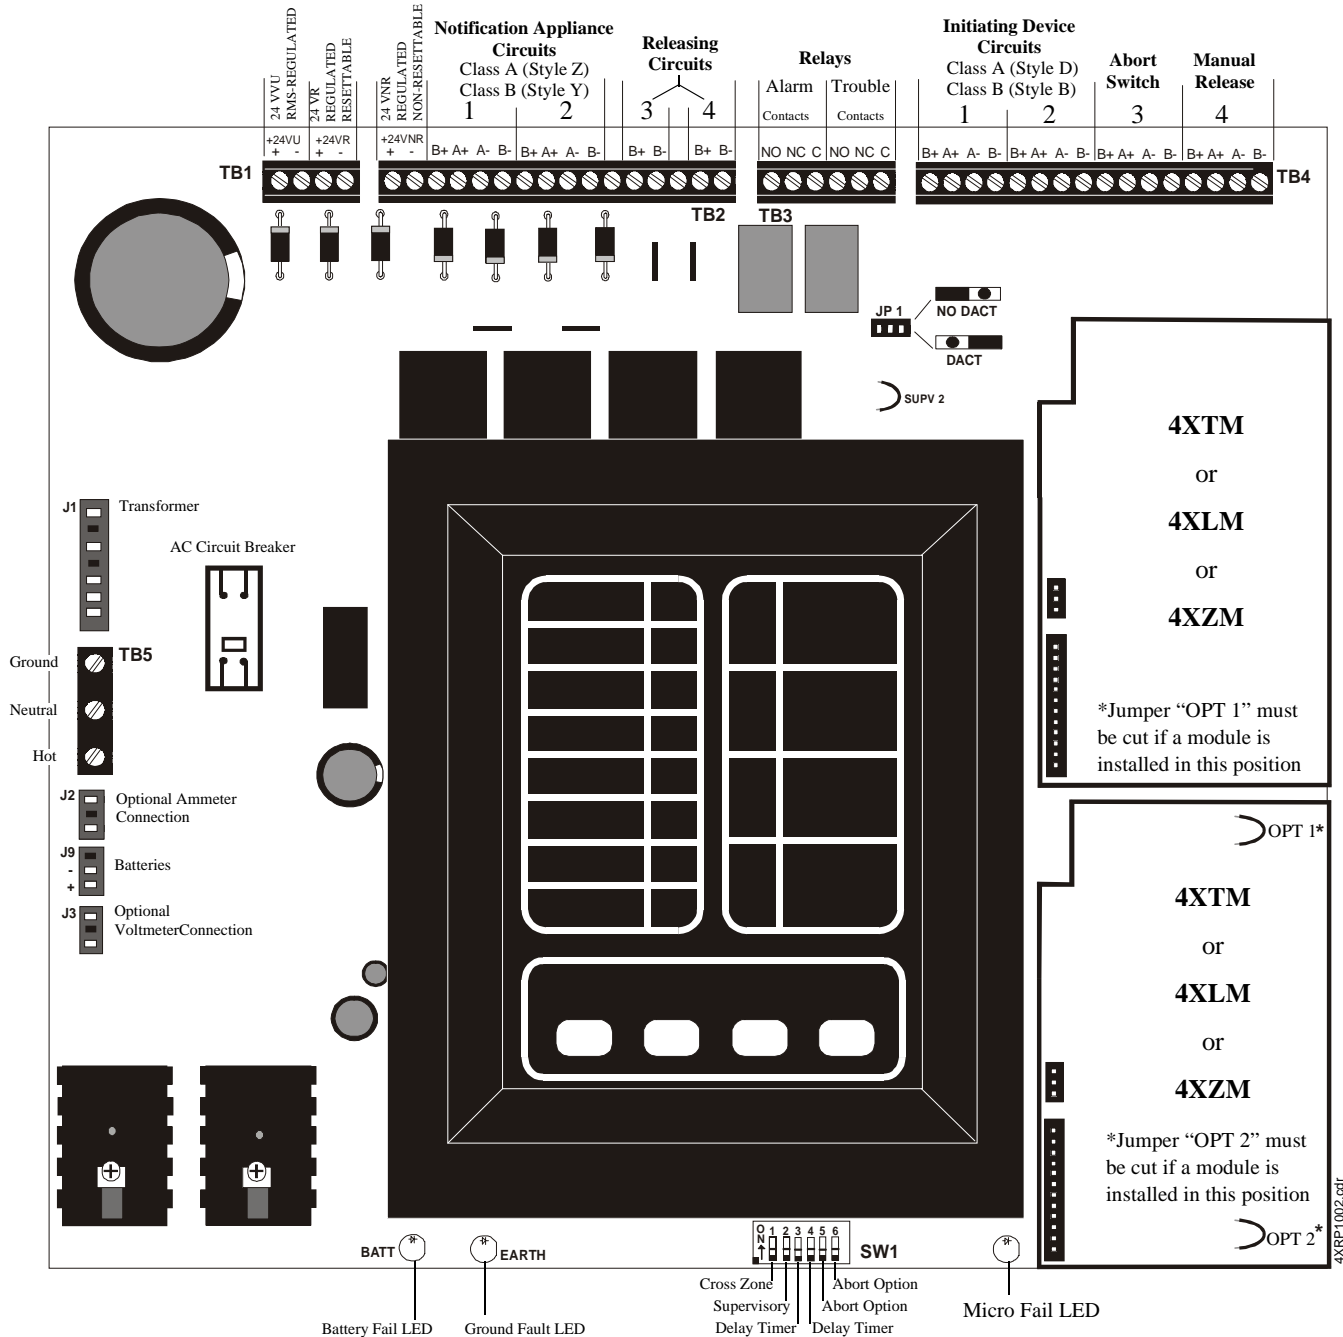 24 VVU
RMS-REGULATED
24 VR
REGULATED
RESETTABLE
24 VNR
REGULATED
NON-RESETTABLE
Notification Appliance
Circuits
Class A (Style Z)
Class B (Style Y)
1 2
Releasing
Circuits
3 4
Relays
Alarm Trouble
Contacts Contacts
Initiating Device
Circuits
Class A (Style D)
Class B (Style B)
1 2
Abort
Switch
3
Manual
Release
4
+24VU +24VR +24VNR
+ - + - + -
B+ A+ A- B- B+ A+ A- B- B+ B- B+ B-
NO NC C NO NC C
B+ A+ A- B- B+ A+ A- B- B+ A+ A- B- B+ A+ A- B-
TB1
TB2
TB3
TB4
JP 1
NO DACT
DACT
SUPV 2
4XTM
or
4XLM
or
4XZM
*Jumper “OPT 1” must
be cut if a module is
installed in this position
J1 Transformer
AC Circuit Breaker
TB5
Ground
Neutral
Hot
J2 Optional Ammeter
Connection
J9
-
+
Batteries
J3 Optional
VoltmeterConnection
OPT 1*
4XTM
or
4XLM
or
4XZM
*Jumper “OPT 2” must
be cut if a module is
installed in this position
OPT 2*
4XRP1002.cdr
BATT
EARTH
ON
1 2 3 4 5 6
SW1
Cross Zone Abort Option
Supervisory Abort Option
Delay Timer Delay Timer
Battery Fail LED
Ground Fault LED
Micro Fail LED